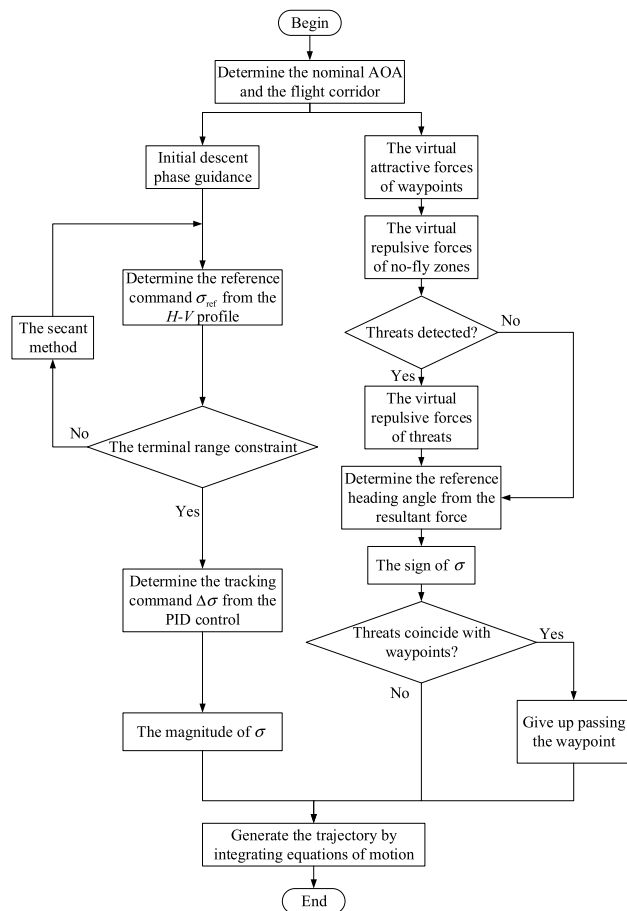 Begin
Determine the nominal AOA
and the flight corridor
Initial descent
phase guidance
Determine the reference
command σref from the
H-V profile
The secant
method
No
The terminal range constraint
Yes
Determine the tracking
command Δσ from the
PID control
The magnitude of σ
The virtual
attractive forces
of waypoints
The virtual
repulsive forces
of no-fly zones
Threats detected?
No
Yes
The virtual
repulsive forces
of threats
Determine the reference
heading angle from the
resultant force
The sign of σ
Threats coincide with
waypoints?
Yes
No
Give up passing
the waypoint
Generate the trajectory by
integrating equations of motion
End